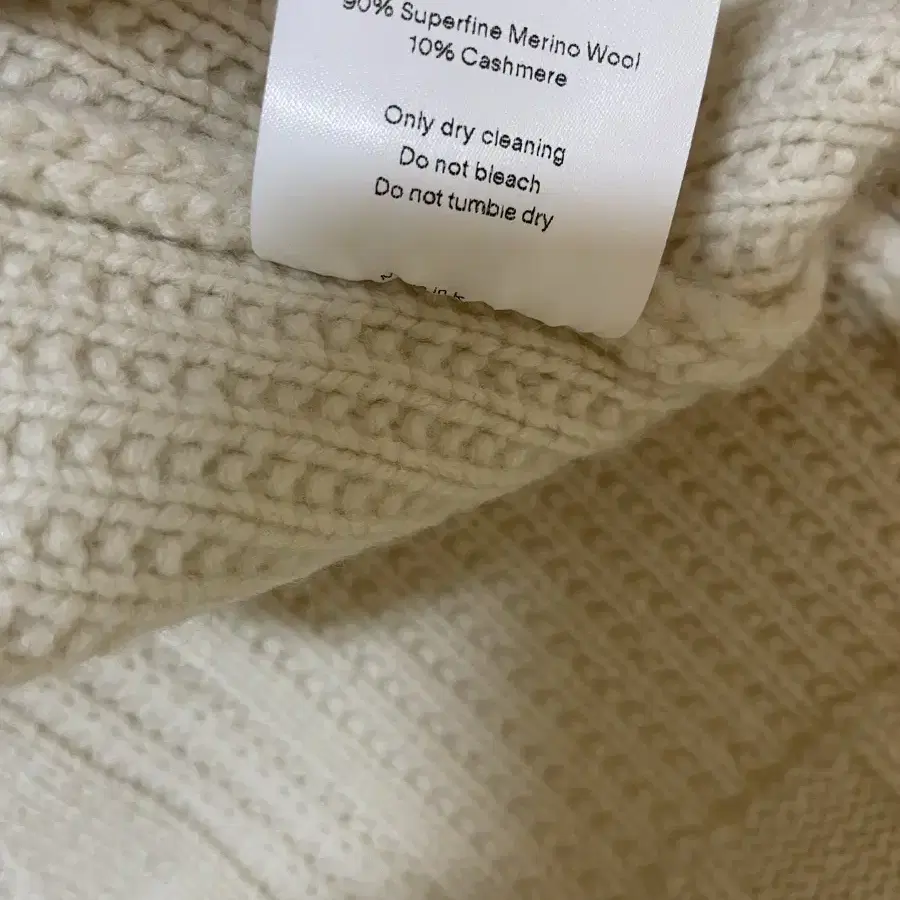 90% Superfine Merino Wool
10% Cashmere
Only dry cleaning
Do not bleach
Do not tumble dry